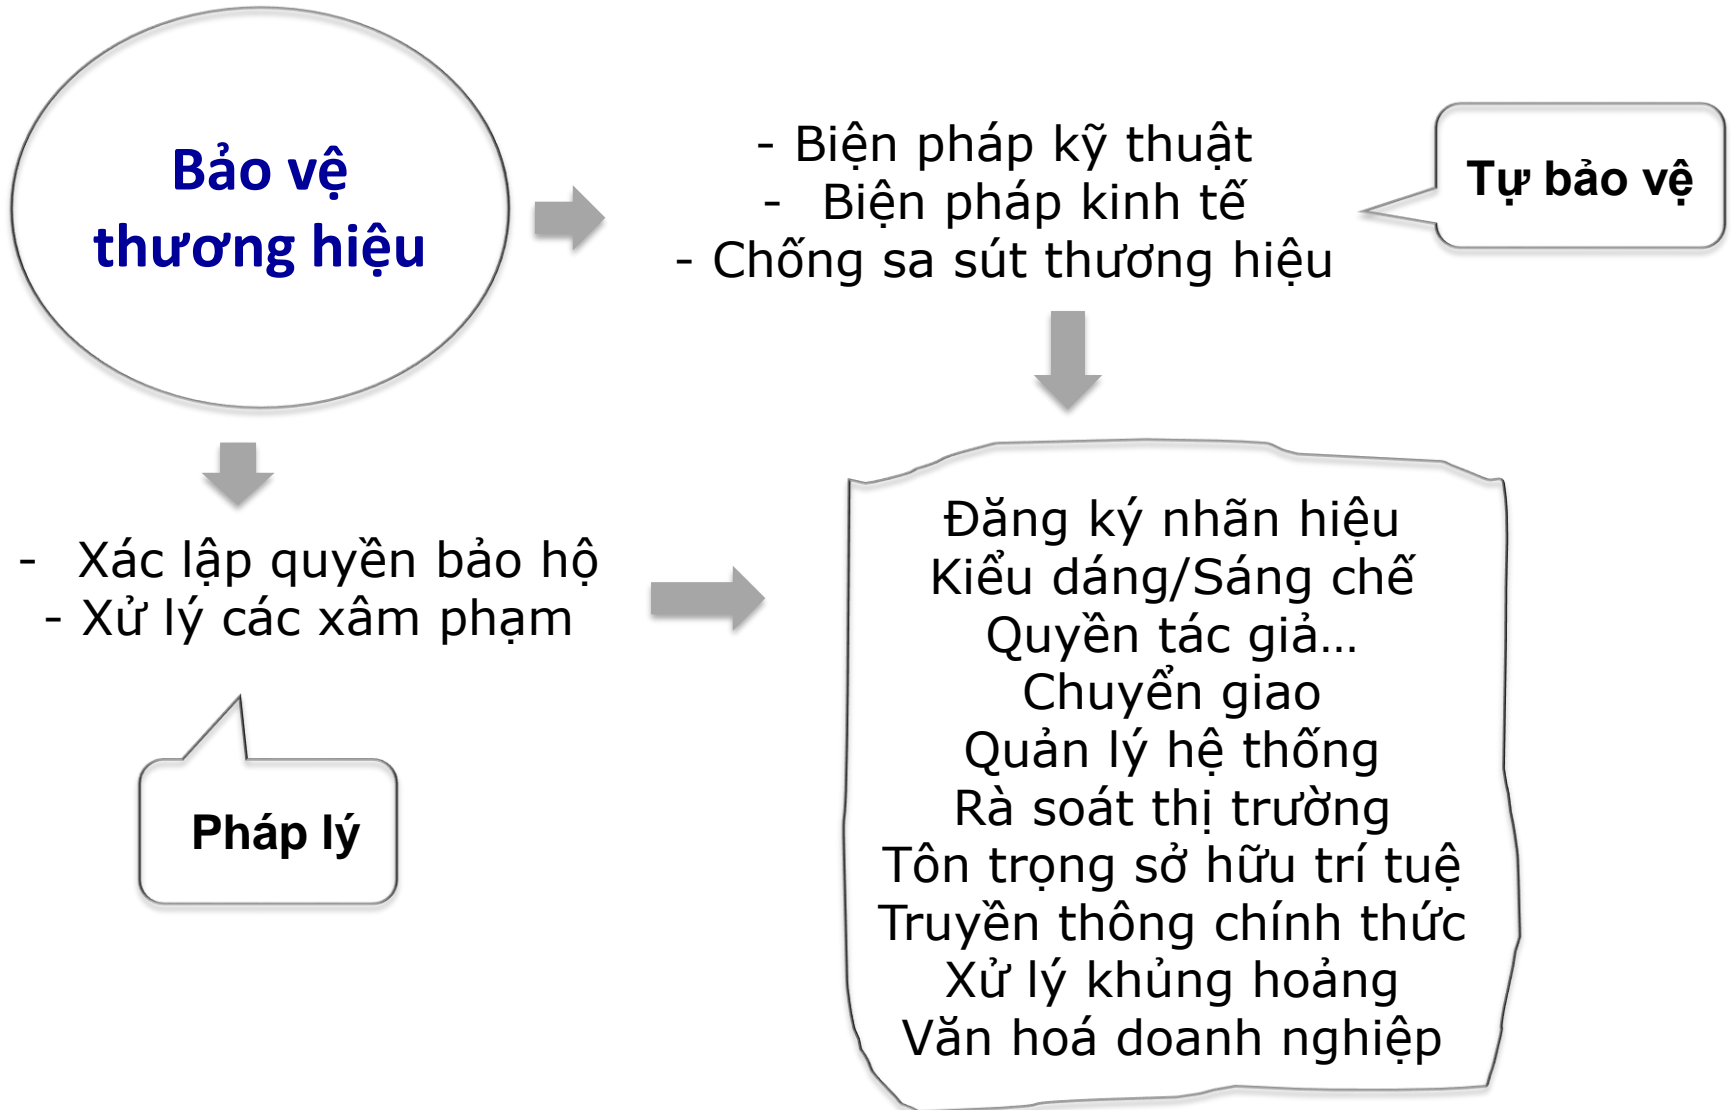 Bảo vệ
thương hiệu
- Biện pháp kỹ thuật
- Biện pháp kinh tế
- Chống sa sút thương hiệu
Tự bảo vệ
- Xác lập quyền bảo hộ
- Xử lý các xâm phạm
Pháp lý
Đăng ký nhãn hiệu
Kiểu dáng/Sáng chế
Quyền tác giả…
Chuyển giao
Quản lý hệ thống
Rà soát thị trường
Tôn trọng sở hữu trí tuệ
Truyền thông chính thức
Xử lý khủng hoảng
Văn hoá doanh nghiệp